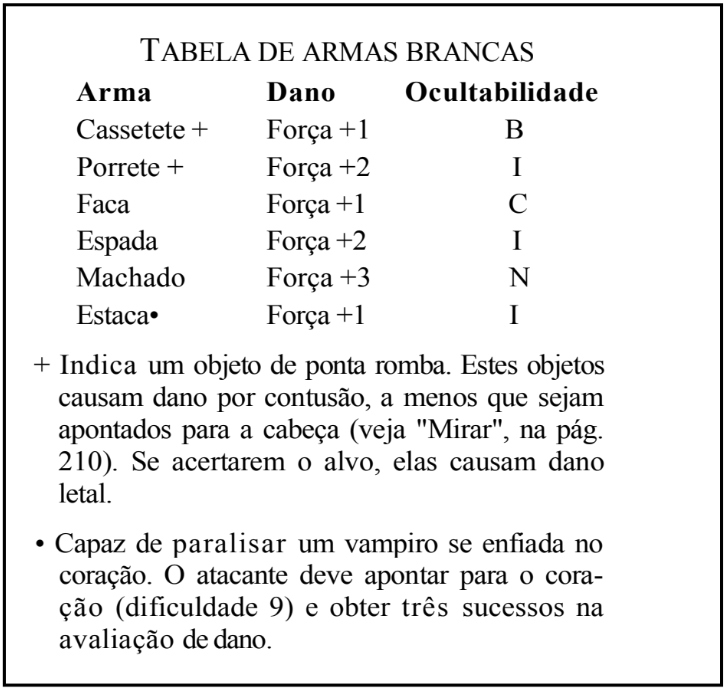 TABELA DE ARMAS BRANCAS
Arma Dano Ocultabilidade
Cassetete + Força +1 B
Porrete + Força +2 I
Faca Força +1 C
Espada Força +2 I
Machado Força +3 N
Estaca• Força +1 I
+ Indica um objeto de ponta romba. Estes objetos
causam dano por contusão, a menos que sejam
apontados para a cabeça (veja "Mirar", na pág.
210). Se acertarem o alvo, elas causam dano
letal.
• Capaz de paralisar um vampiro se enfiada no
coração. O atacante deve apontar para o cora-
ção (dificuldade 9) e obter três sucessos na
avaliação de dano.